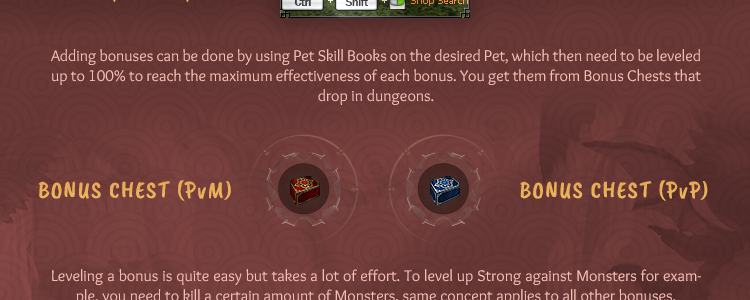 Ctrl + Shift + Shop Search
Adding bonuses can be done by using Pet Skill Books on the desired Pet, which then need to be leveled
up to 100% to reach the maximum effectiveness of each bonus. You get them from Bonus Chests that
drop in dungeons.
BONUS CHEST (PvM)
BONUS CHEST (PvP)
Leveling a bonus is quite easy but takes a lot of effort. To level up Strong against Monsters for exam-
ple, you need to kill a certain amount of Monsters, same concept applies to all other bonuses.